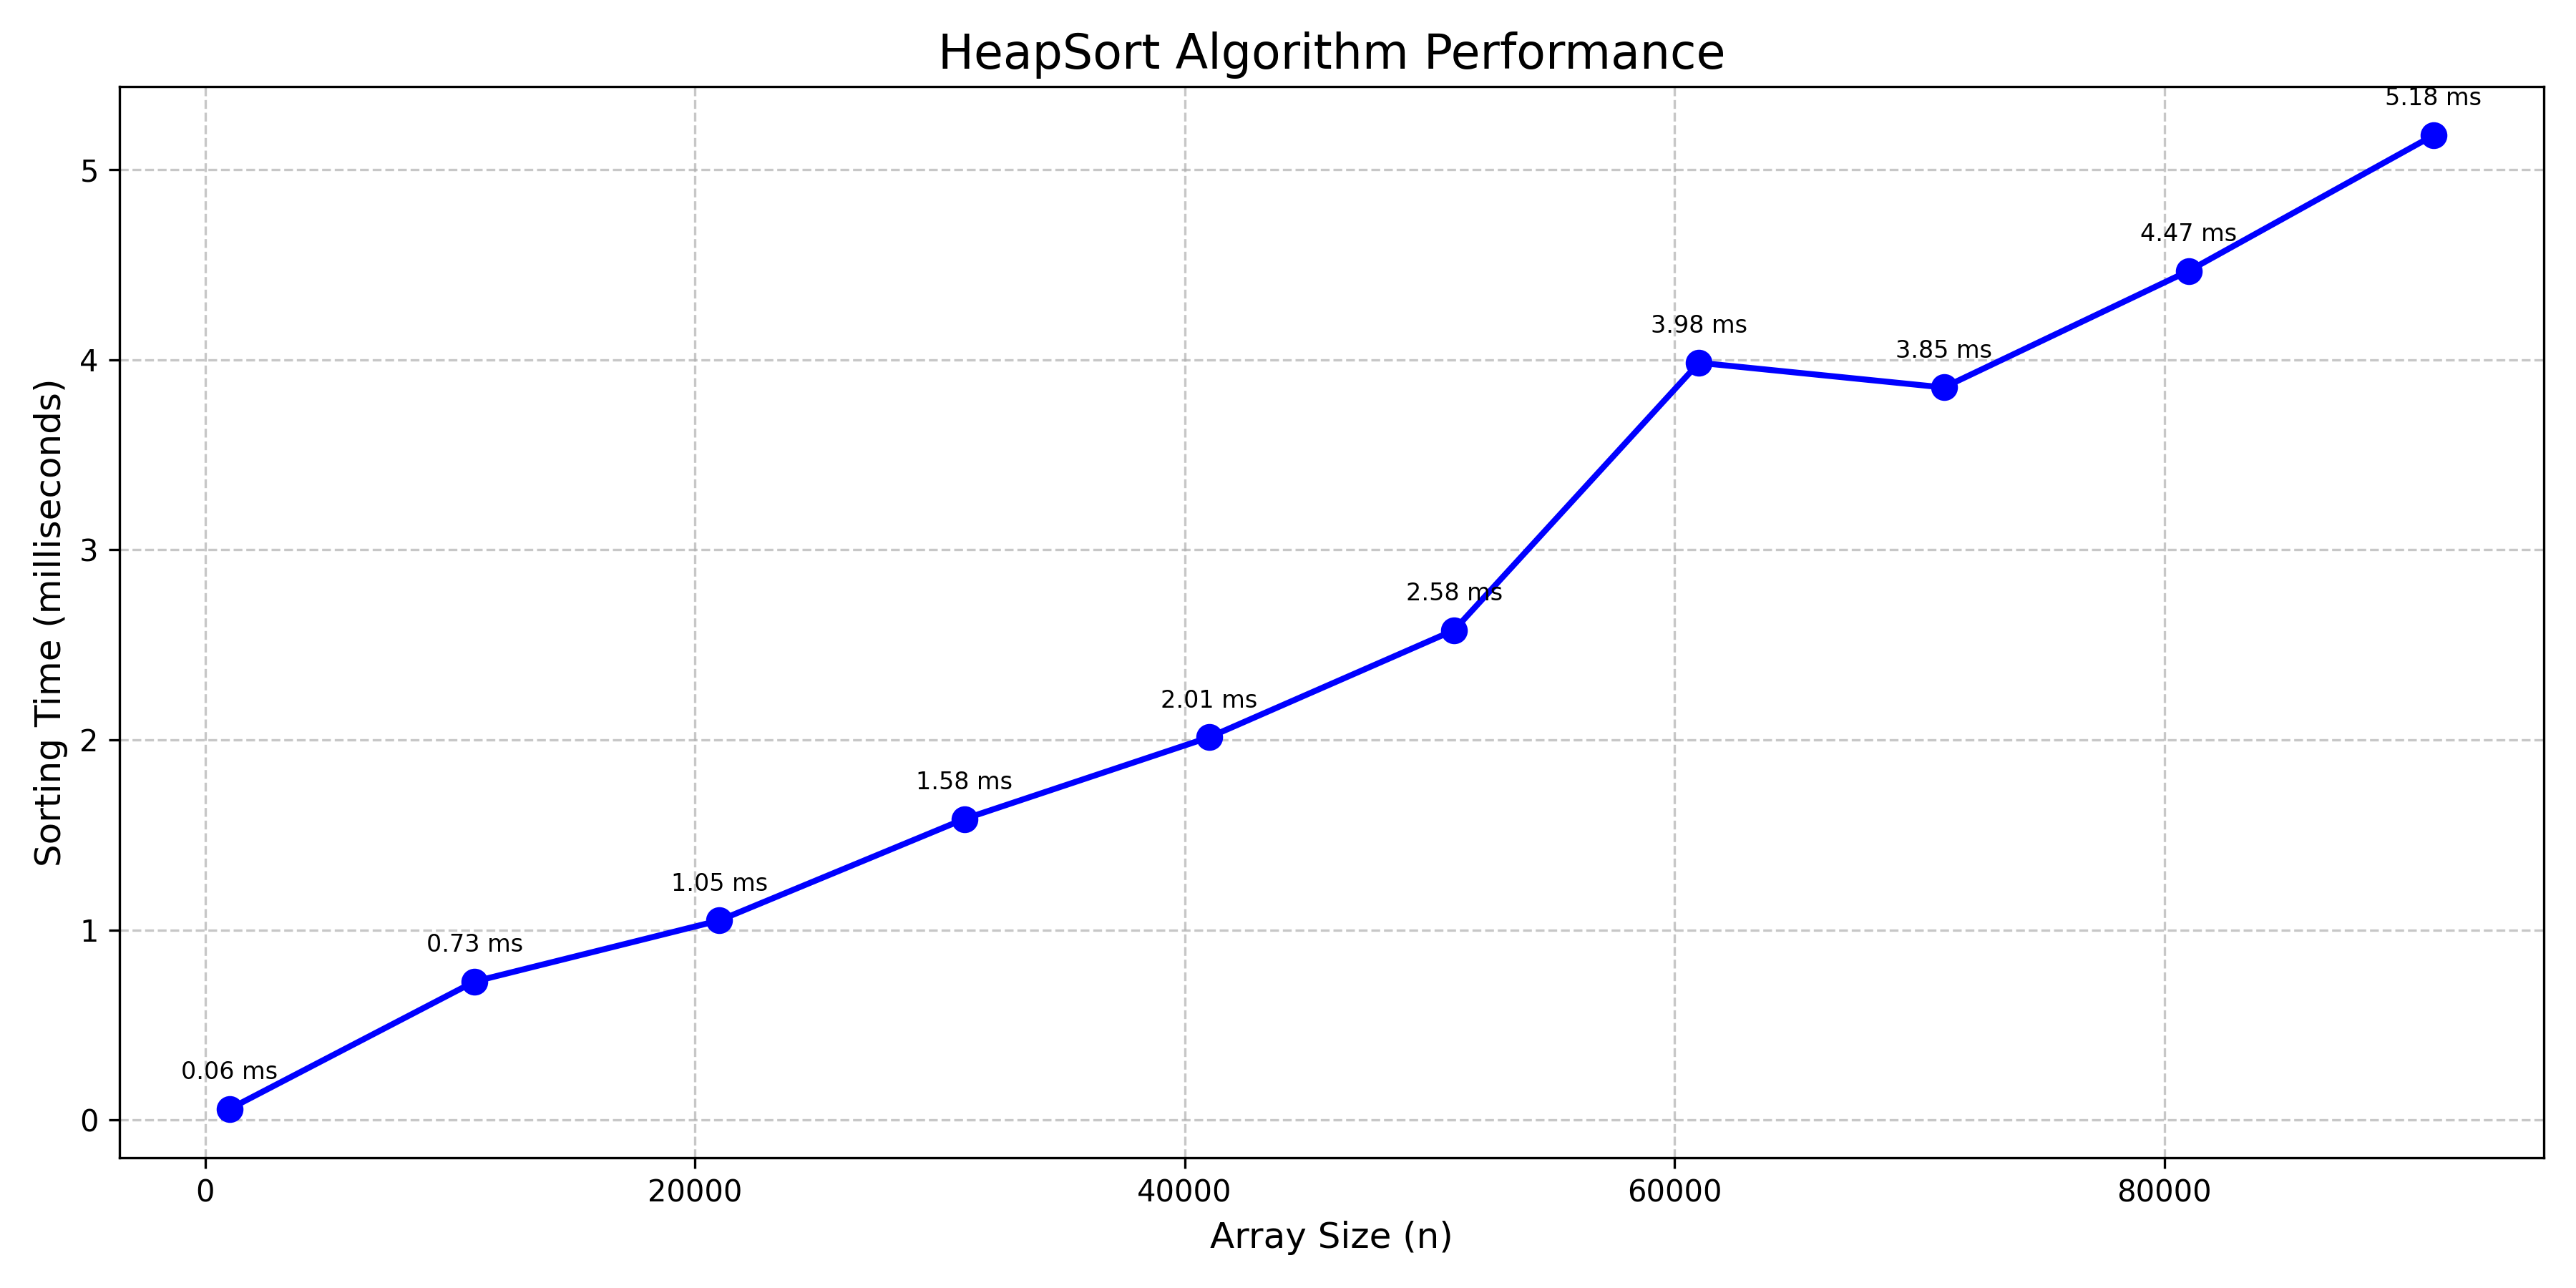 HeapSort Algorithm Performance
5.18 ms
5
4.47 ms
3.98 ms
4
3.85 ms
3
2.58 ms
2.01 ms
2
1.58 ms
1.05 ms
1
0.73 ms
0.06 ms
0
Sorting Time (milliseconds)
0 20000 40000 60000 80000
Array Size (n)